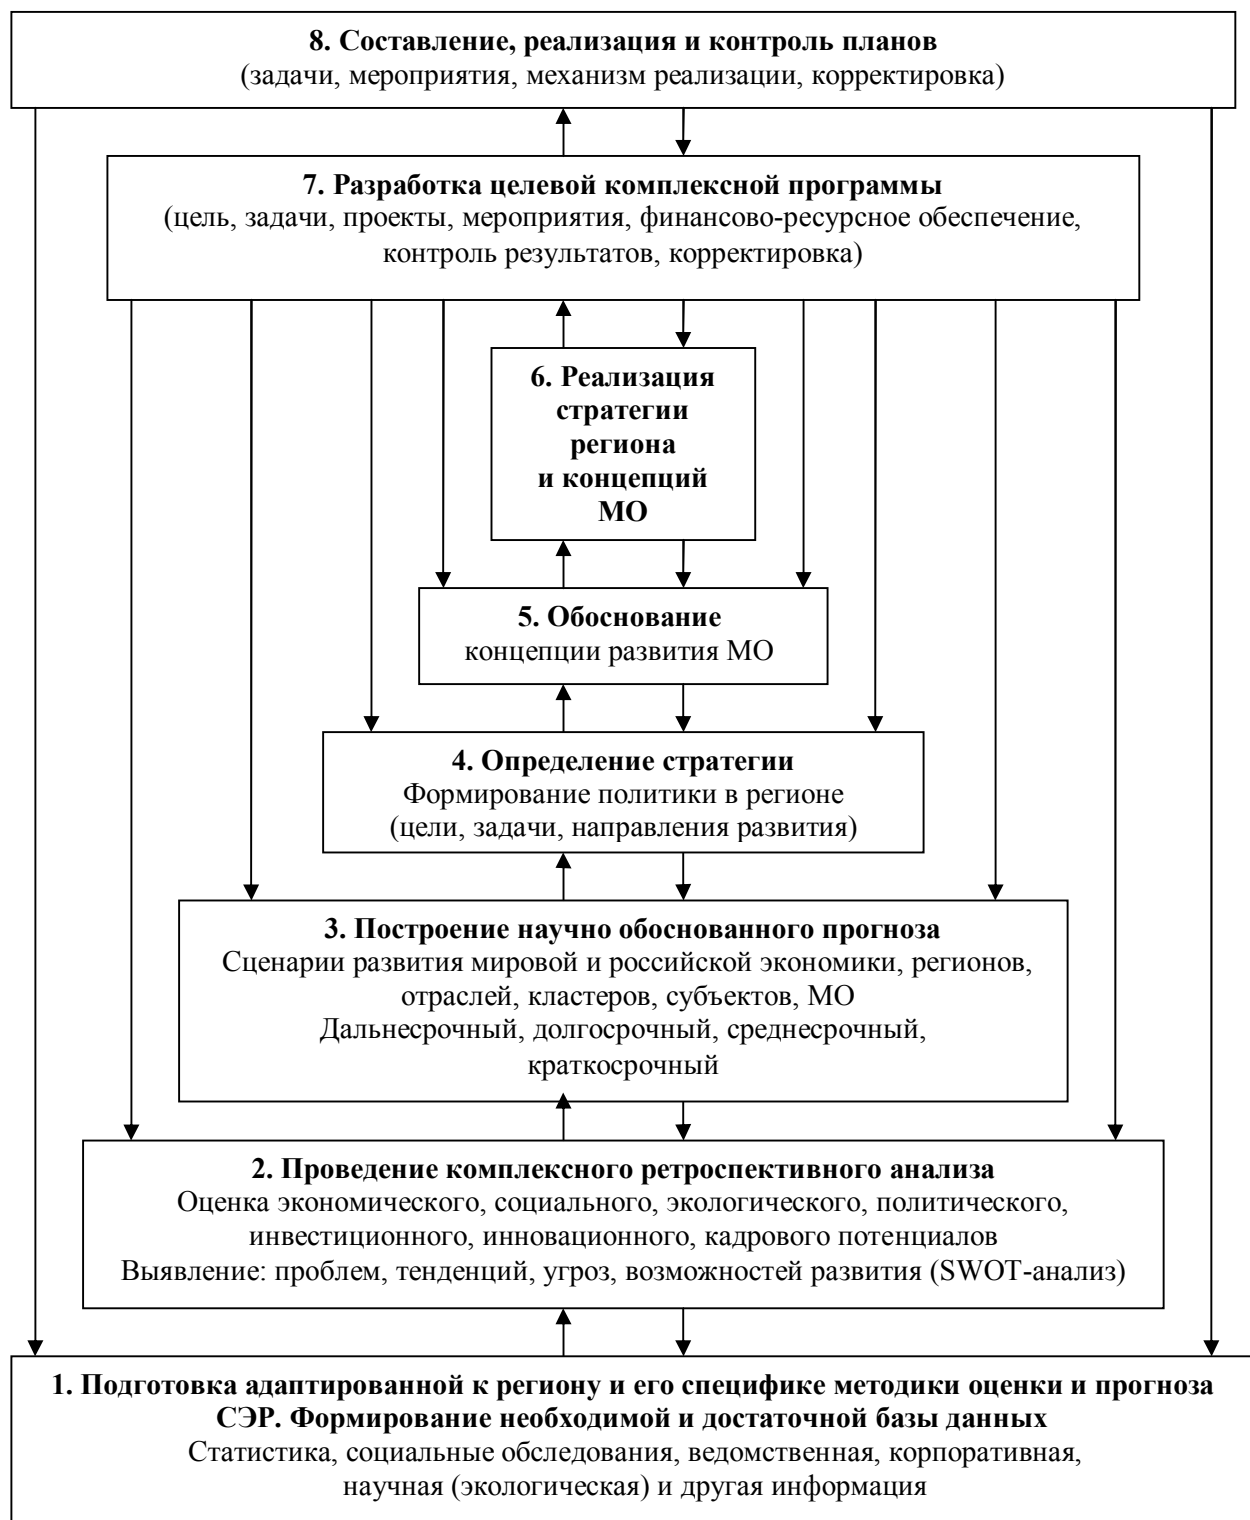 8. Составление, реализация и контроль планов
(задачи, мероприятия, механизм реализации, корректировка)
7. Разработка целевой комплексной программы
(цель, задачи, проекты, мероприятия, финансово-ресурсное обеспечение,
контроль результатов, корректировка)
6. Реализация
стратегии
региона
и концепций
МО
5. Обоснование
концепции развития МО
4. Определение стратегии
Формирование политики в регионе
(цели, задачи, направления развития)
3. Построение научно обоснованного прогноза
Сценарии развития мировой и российской экономики, регионов,
отраслей, кластеров, субъектов, МО
Дальнесрочный, долгосрочный, среднесрочный,
краткосрочный
2. Проведение комплексного ретроспективного анализа
Оценка экономического, социального, экологического, политического,
инвестиционного, инновационного, кадрового потенциалов
Выявление: проблем, тенденций, угроз, возможностей развития (SWOT-анализ)
1. Подготовка адаптированной к региону и его специфике методики оценки и прогноза
СЭР. Формирование необходимой и достаточной базы данных
Статистика, социальные обследования, ведомственная, корпоративная,
научная (экологическая) и другая информация